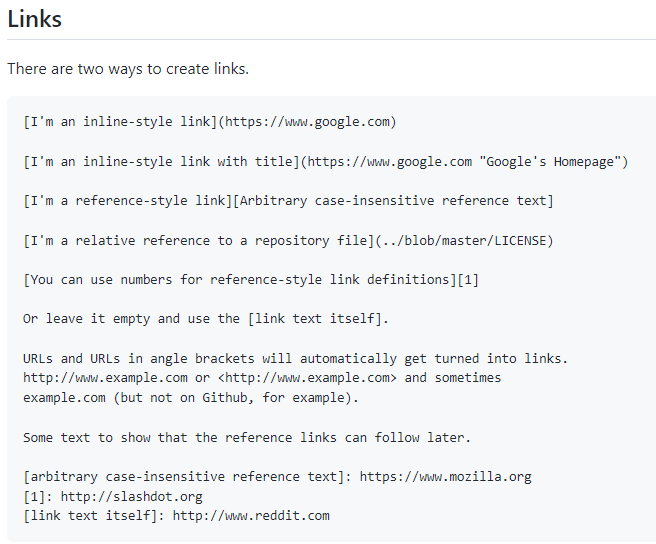 Links
There are two ways to create links.
[I'm an inline-style link](https://www.google.com)
[I'm an inline-style link with title](https://www.google.com "Google's Homepage")
[I'm a reference-style link][Arbitrary case-insensitive reference text]
[I'm a relative reference to a repository file](../blob/master/LICENSE)
[You can use numbers for reference-style link definitions][1]
Or leave it empty and use the [link text itself].
URLs and URLs in angle brackets will automatically get turned into links.
http://www.example.com or <http://www.example.com> and sometimes
example.com (but not on Github, for example).
Some text to show that the reference links can follow later.
[arbitrary case-insensitive reference text]: https://www.mozilla.org
[1]: http://slashdot.org
[link text itself]: http://www.reddit.com